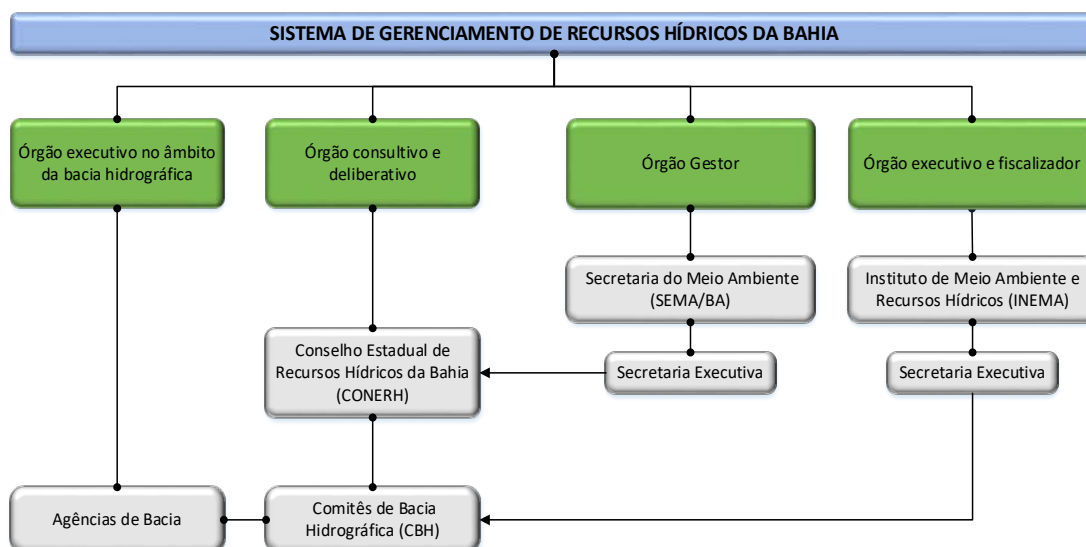 SISTEMA DE GERENCIAMENTO DE RECURSOS HÍDRICOS DA BAHIA
Órgão executivo no âmbito
da bacia hidrográfica
Órgão consultivo e
deliberativo
Órgão Gestor
Órgão executivo e fiscalizador
Secretaria do Meio Ambiente
(SEMA/BA)
Instituto de Meio Ambiente e
Recursos Hídricos (INEMA)
Conselho Estadual de
Recursos Hídricos da Bahia
(CONERH)
Secretaria Executiva
Secretaria Executiva
Agências de Bacia
Comitês de Bacia
Hidrográfica (CBH)